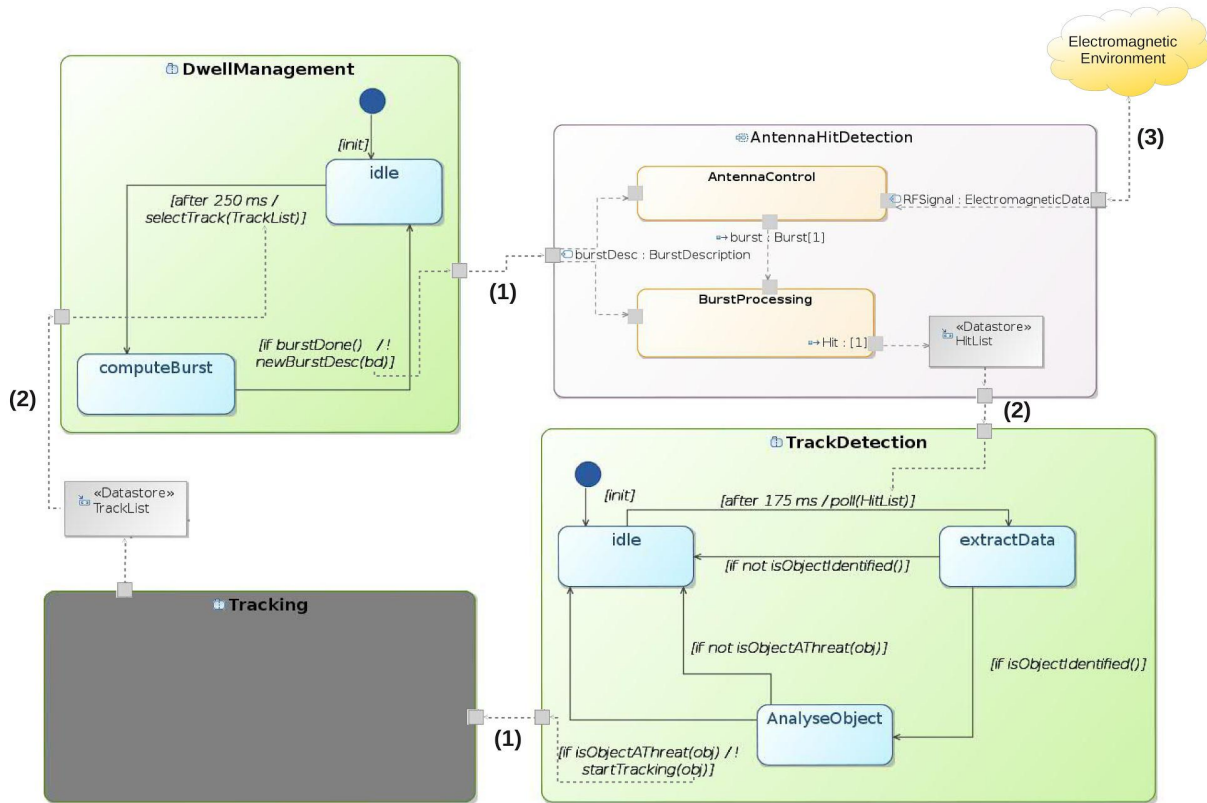 Electromagnetic
Environment
(3)
DwellManagement
[init]
idle
[after 250 ms /
selectTrack(TrackList)]
[if burstDone() / !
newBurstDesc(bd)]
computeBurst
(1)
(2)
AntennaHitDetection
AntennaControl
RFSignal : ElectromagneticData
burst : Burst[1]
burstDesc : BurstDescription
BurstProcessing
Hit : [1]
«Datastore»
HitList
(2)
«Datastore»
TrackList
Tracking
(1)
TrackDetection
[init]
[after 175 ms / poll(HitList)]
idle
extractData
[if not isObjectIdentified()]
[if not isObjectAThreat(obj)]
[if isObjectIdentified()]
AnalyseObject
[if isObjectAThreat(obj) / !
startTracking(obj)]